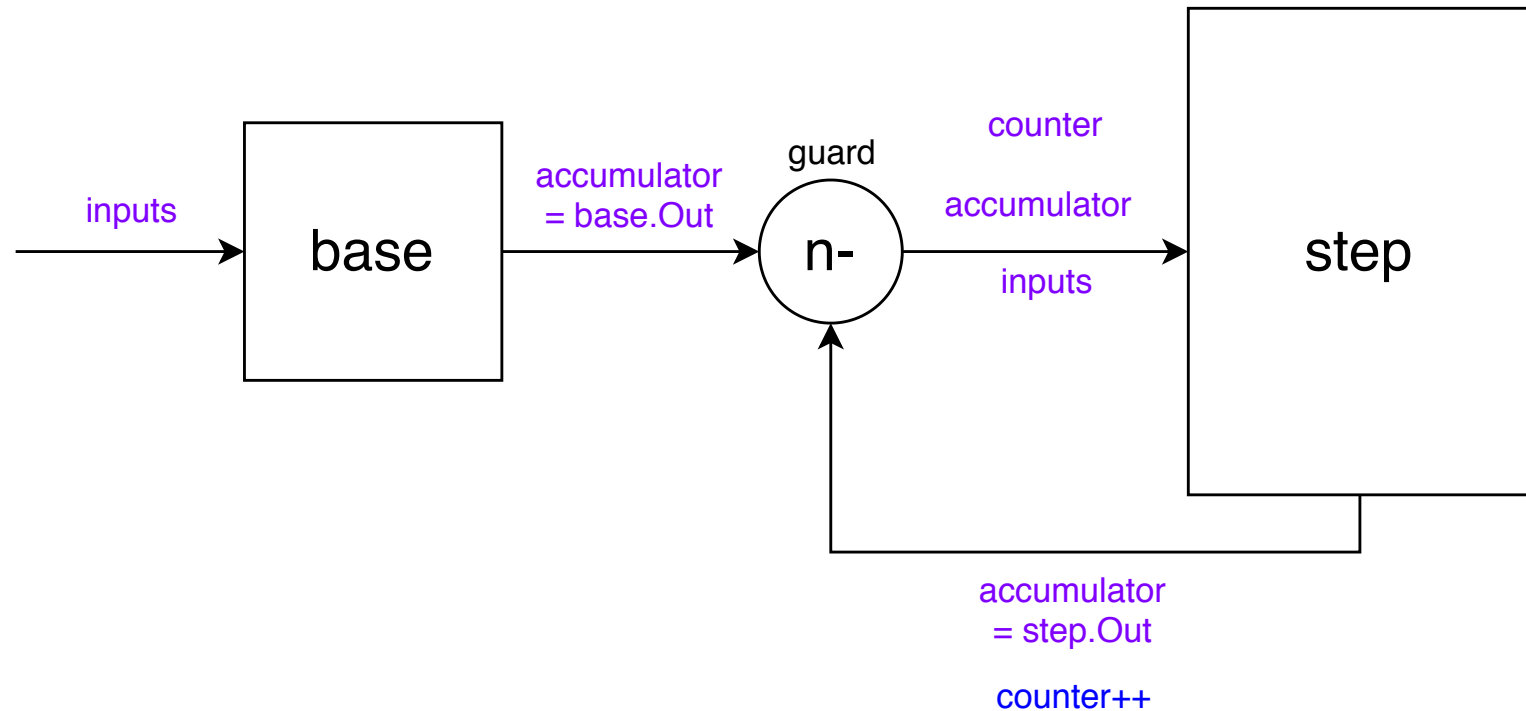 inputs
base
accumulator
= base.Out
guard
n-
counter
accumulator
inputs
step
accumulator
= step.Out
counter++